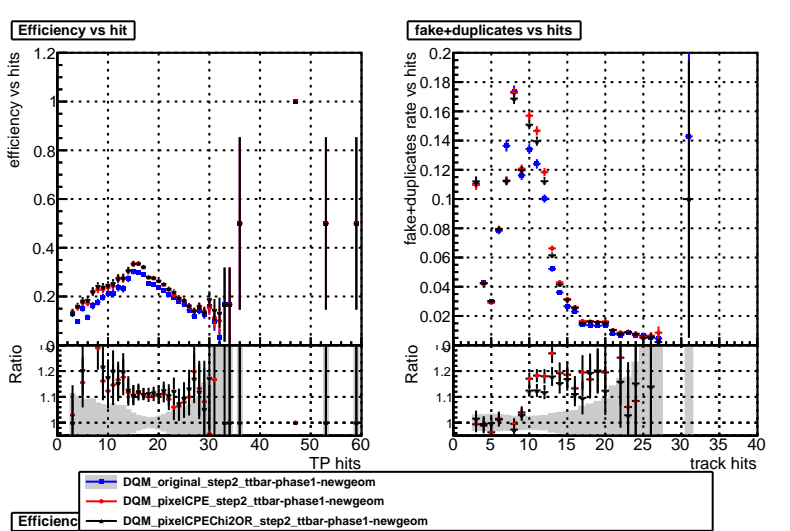 Efficiency vs hit
fake+duplicates vs hits
efficiency vs hits
1.2
1
0.8
0.6
0.4
0.2
0
Ratio
1.2
1.1
1
0 10 20 30 40 50 60
TP hits
fake+duplicates rate vs hits
0.2
0.18
0.16
0.14
0.12
0.1
0.08
0.06
0.04
0.02
0
Ratio
1.2
1.1
1
0 5 10 15 20 25 30 35 40
track hits
DQM_original_step2_ttbar-phase1-newgeom
DQM_pixelCPE_step2_ttbar-phase1-newgeom
DQM_pixelCPEChi2OR_step2_ttbar-phase1-newgeom
Efficienc